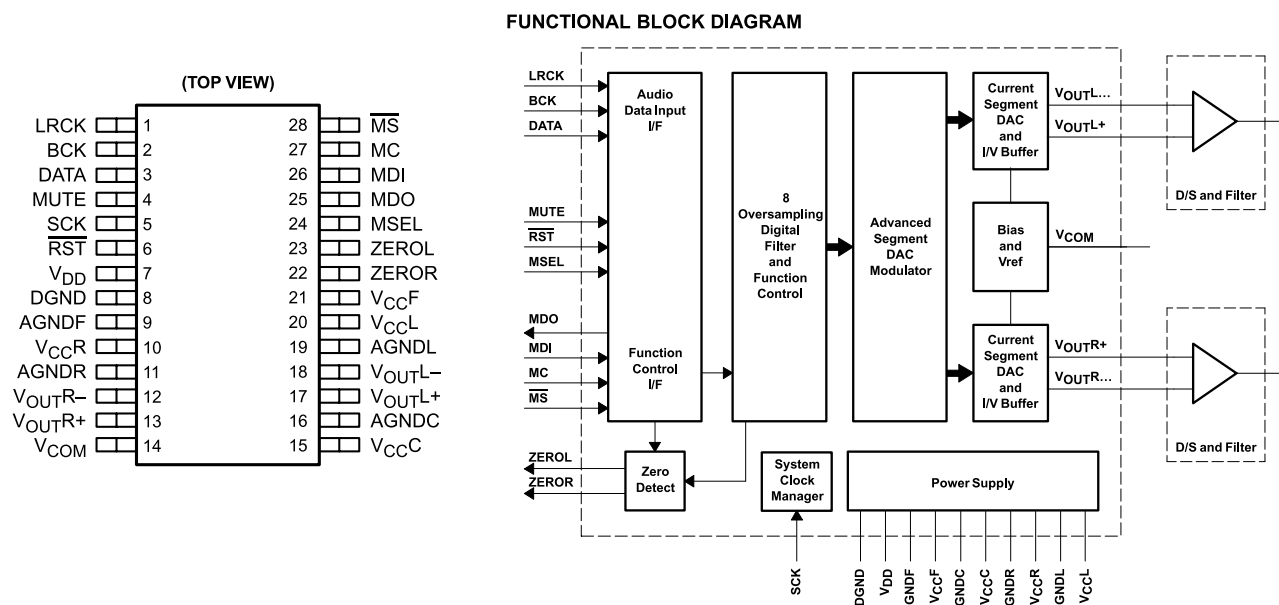 FUNCTIONAL BLOCK DIAGRAM
(TOP VIEW)
LRCK 1 28 MS
BCK 2 27 MC
DATA 3 26 MDI
MUTE 4 25 MDO
SCK 5 24 MSEL
RST 6 23 ZEROL
VDD 7 22 ZEROR
DGND 8 21 VCCF
AGNDF 9 20 VCCL
VCCR 10 19 AGNDL
AGNDR 11 18 VOUTL–
VOUTR– 12 17 VOUTL+
VOUTR+ 13 16 AGNDC
VCOM 14 15 VCCC
LRCK
BCK
DATA
MUTE
RST
MSEL
MDO
MDI
MC
MS
ZEROL
ZEROR
Audio
Data Input
I/F
Function
Control
I/F
Zero
Detect
8
Oversampling
Digital
Filter
and
Function
Control
System
Clock
Manager
SCK
Advanced
Segment
DAC
Modulator
Current
Segment
DAC
and
I/V Buffer
VOUTL...
VOUTL+
D/S and Filter
Bias
and
Vref
VCOM
Current
Segment
DAC
and
I/V Buffer
VOUTR+
VOUTR...
D/S and Filter
Power Supply
DGND
VDD
GNDF
VCCF
GNDC
VCCC
GNDR
VCCR
GNDL
VCCL